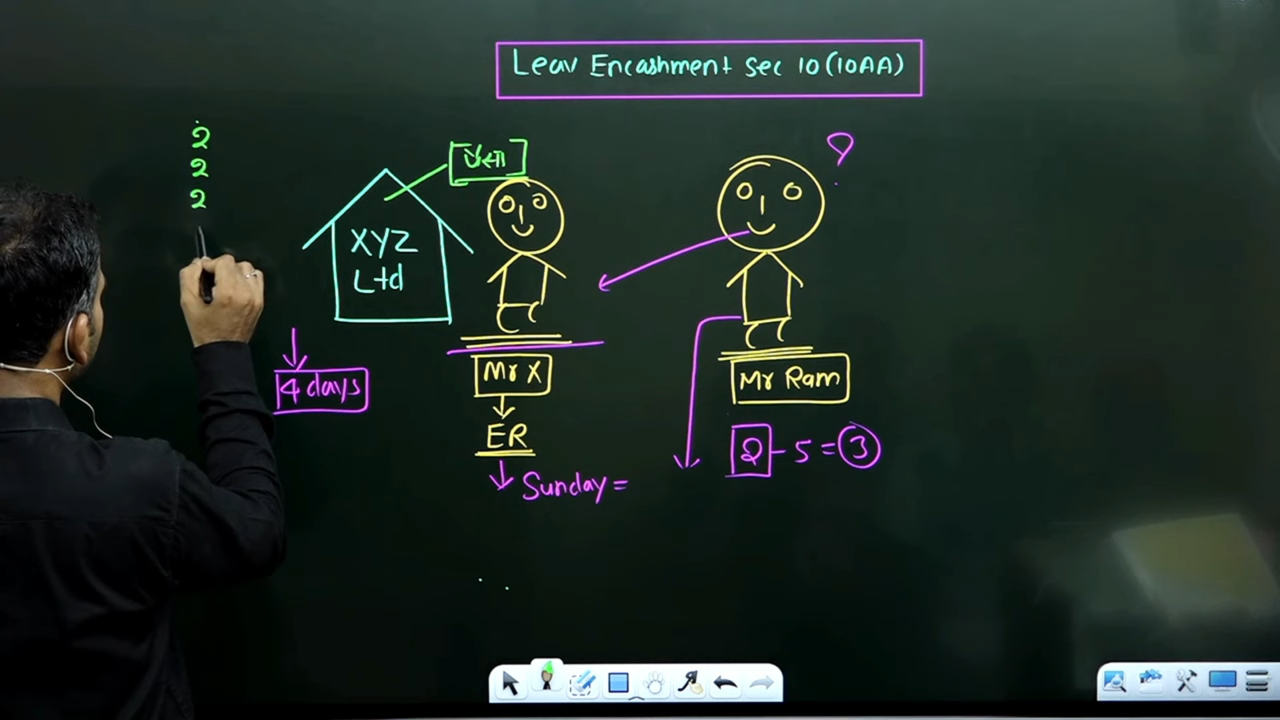 Leav Encashment Sec 10(10AA)
2
2
2
XYZ
Ltd
4 days
Mr X
ER
Sunday =
Mr Ram
2 - 5 = 3